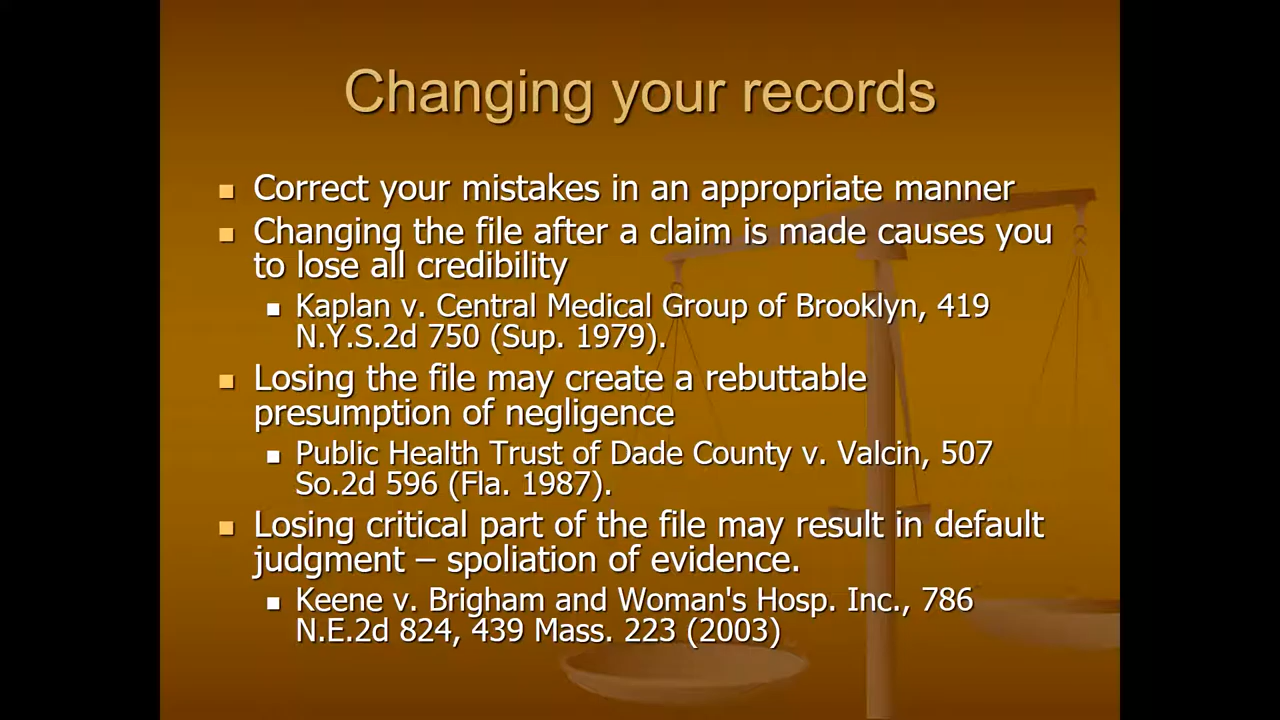 Changing your records
Correct your mistakes in an appropriate manner
Changing the file after a claim is made causes you
to lose all credibility
Kaplan v. Central Medical Group of Brooklyn, 419
N.Y.S.2d 750 (Sup. 1979).
Losing the file may create a rebuttable
presumption of negligence
Public Health Trust of Dade County v. Valcin, 507
So.2d 596 (Fla. 1987).
Losing critical part of the file may result in default
judgment – spoliation of evidence.
Keene v. Brigham and Woman's Hosp. Inc., 786
N.E.2d 824, 439 Mass. 223 (2003)